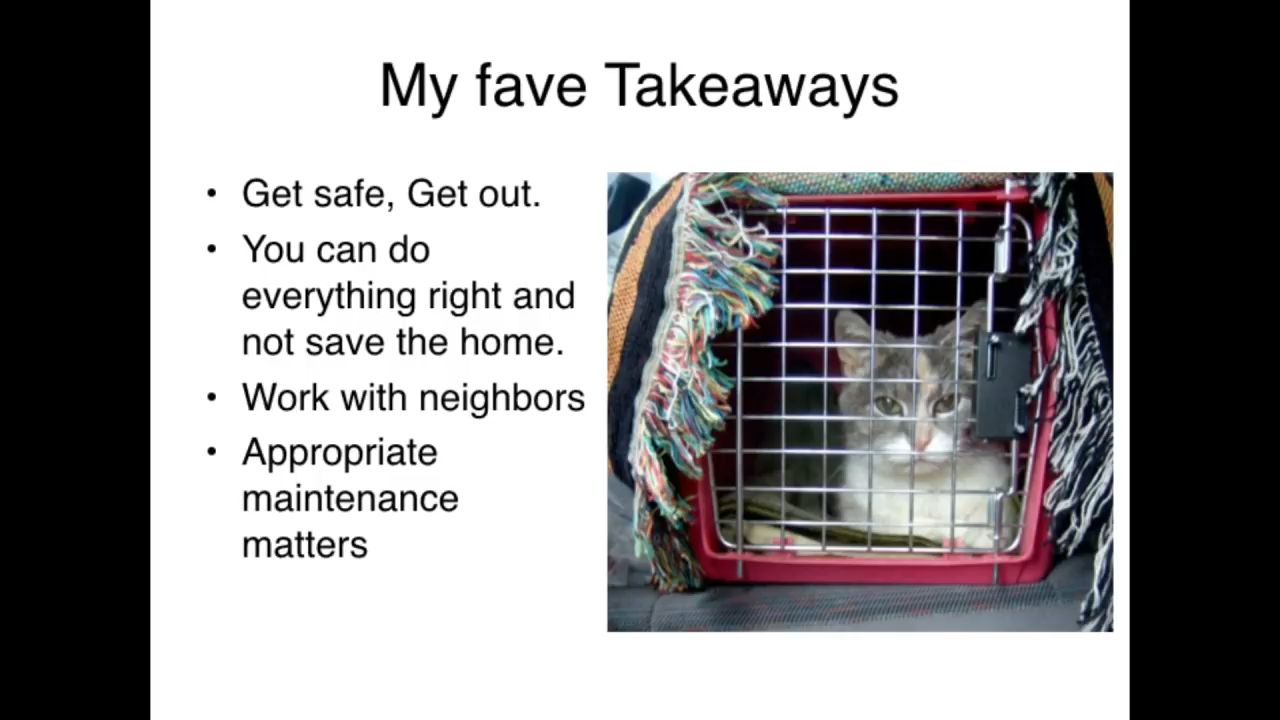 My fave Takeaways
• Get safe, Get out.
• You can do
everything right and
not save the home.
• Work with neighbors
• Appropriate
maintenance
matters